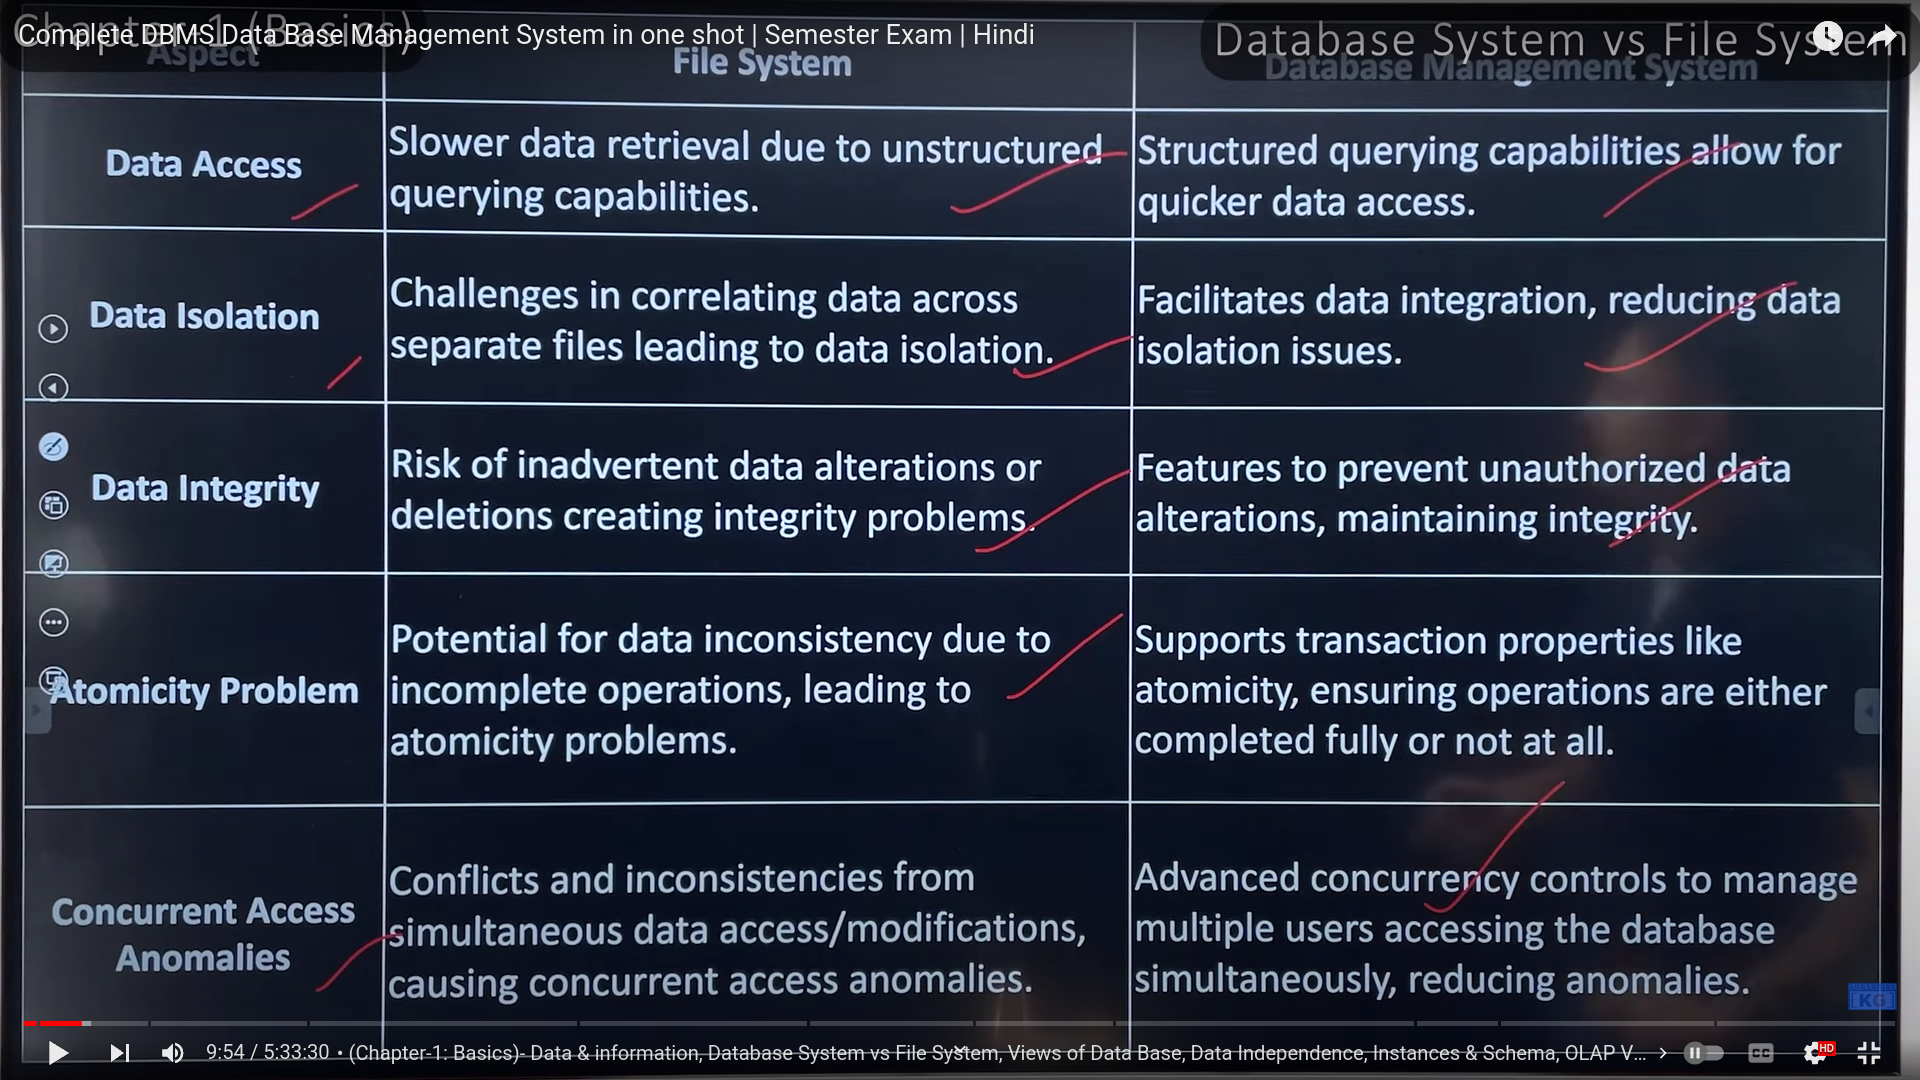 Chapter-1 (Basics)
Complete DBMS Data Base Management System in one shot | Semester Exam | Hindi
Database System vs File System
Aspect
File System
Database Management System
Data Access
Slower data retrieval due to unstructured
querying capabilities.
Structured querying capabilities allow for
quicker data access.
Data Isolation
Challenges in correlating data across
separate files leading to data isolation.
Facilitates data integration, reducing data
isolation issues.
Data Integrity
Risk of inadvertent data alterations or
deletions creating integrity problems.
Features to prevent unauthorized data
alterations, maintaining integrity.
Atomicity Problem
Potential for data inconsistency due to
incomplete operations, leading to
atomicity problems.
Supports transaction properties like
atomicity, ensuring operations are either
completed fully or not at all.
Concurrent Access
Anomalies
Conflicts and inconsistencies from
simultaneous data access/modifications,
causing concurrent access anomalies.
Advanced concurrency controls to manage
multiple users accessing the database
simultaneously, reducing anomalies.
KG
9:54 / 5:33:30 • (Chapter-1: Basics)- Data & information, Database System vs File System, Views of Data Base, Data Independence, Instances & Schema, OLAP V...
CC
HD